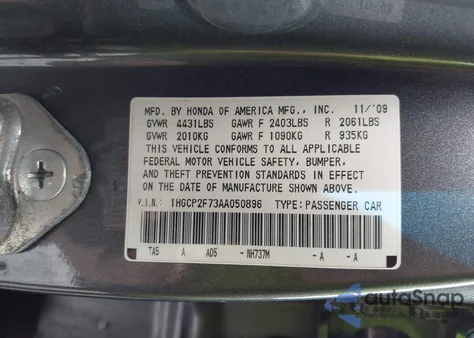 MFD. BY HONDA OF AMERICA MFG., INC. 11/'09
GVWR 4431LBS GAWR F 2403LBS R 2061LBS
GVWR 2010KG GAWR F 1090KG R 935KG
THIS VEHICLE CONFORMS TO ALL APPLICABLE
FEDERAL MOTOR VEHICLE SAFETY, BUMPER,
AND THEFT PREVENTION STANDARDS IN EFFECT ON
THE DATE OF MANUFACTURE SHOWN ABOVE.
V.I.N.: 1HGCP2F73AA050896 TYPE: PASSENGER CAR
TA5 A AD5 - NH737M - A - A
autoSnap